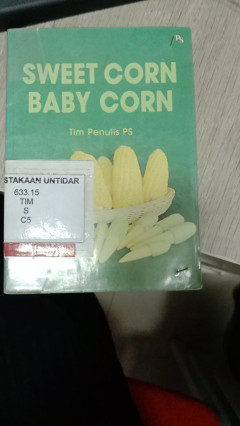 SWEET CORN
BABY CORN
Tim Penulis PS
STAKAAN UNTIDAR
633.15
TIM
S
C5